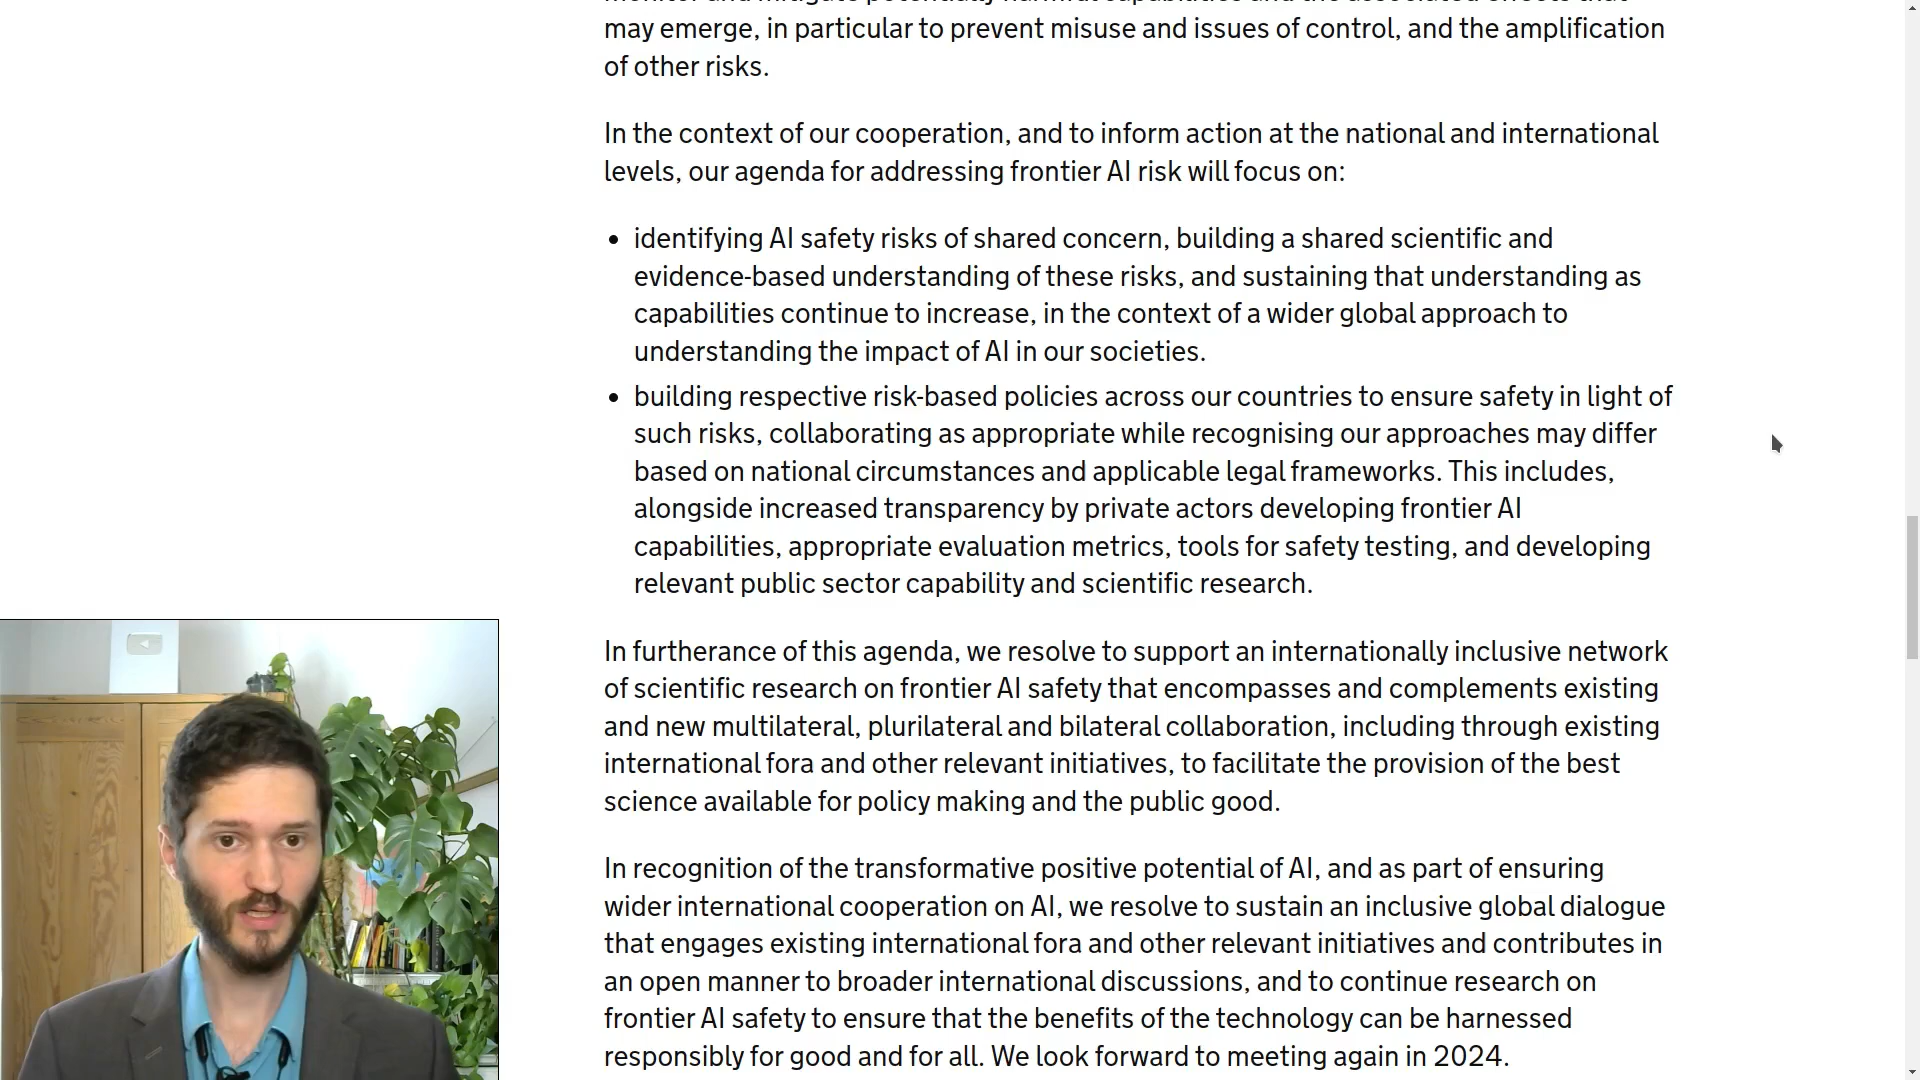 may emerge, in particular to prevent misuse and issues of control, and the amplification
of other risks.
In the context of our cooperation, and to inform action at the national and international
levels, our agenda for addressing frontier AI risk will focus on:
• identifying AI safety risks of shared concern, building a shared scientific and
evidence-based understanding of these risks, and sustaining that understanding as
capabilities continue to increase, in the context of a wider global approach to
understanding the impact of AI in our societies.
• building respective risk-based policies across our countries to ensure safety in light of
such risks, collaborating as appropriate while recognising our approaches may differ
based on national circumstances and applicable legal frameworks. This includes,
alongside increased transparency by private actors developing frontier AI
capabilities, appropriate evaluation metrics, tools for safety testing, and developing
relevant public sector capability and scientific research.
In furtherance of this agenda, we resolve to support an internationally inclusive network
of scientific research on frontier AI safety that encompasses and complements existing
and new multilateral, plurilateral and bilateral collaboration, including through existing
international fora and other relevant initiatives, to facilitate the provision of the best
science available for policy making and the public good.
In recognition of the transformative positive potential of AI, and as part of ensuring
wider international cooperation on AI, we resolve to sustain an inclusive global dialogue
that engages existing international fora and other relevant initiatives and contributes in
an open manner to broader international discussions, and to continue research on
frontier AI safety to ensure that the benefits of the technology can be harnessed
responsibly for good and for all. We look forward to meeting again in 2024.